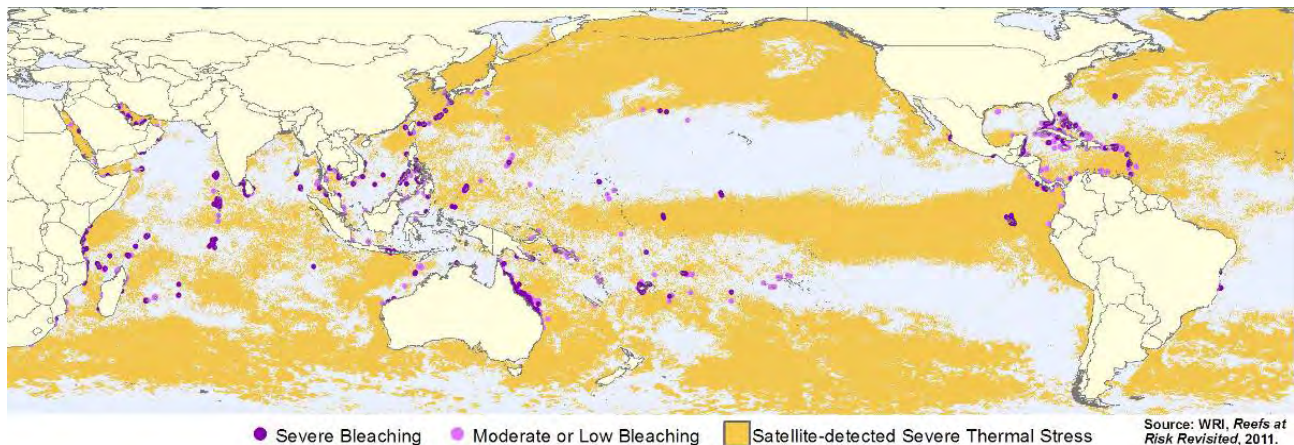 Severe Bleaching
Moderate or Low Bleaching
Satellite-detected Severe Thermal Stress
Source: WRI, Reefs at
Risk Revisited, 2011.